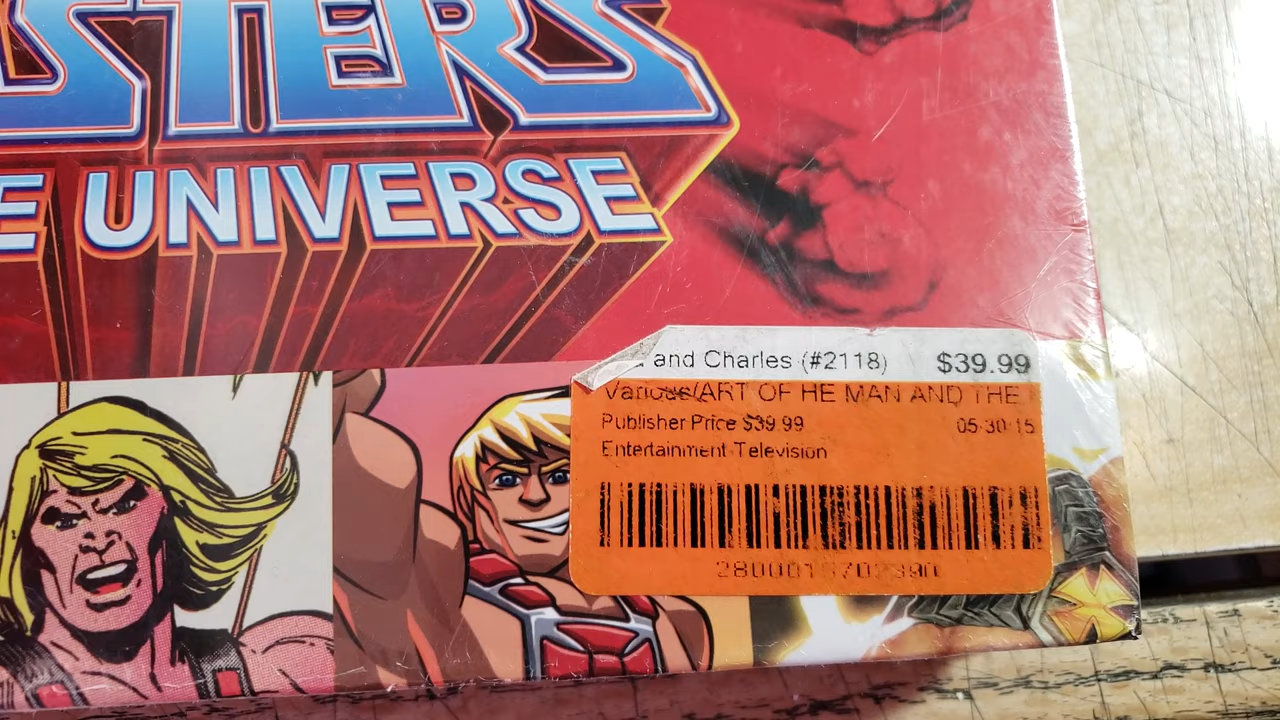 STERS
E UNIVERSE
and Charles (#2118) $39.99
Various/ART OF HE MAN AND THE
Publisher Price $39.99 05/30/15
Entertainment Television